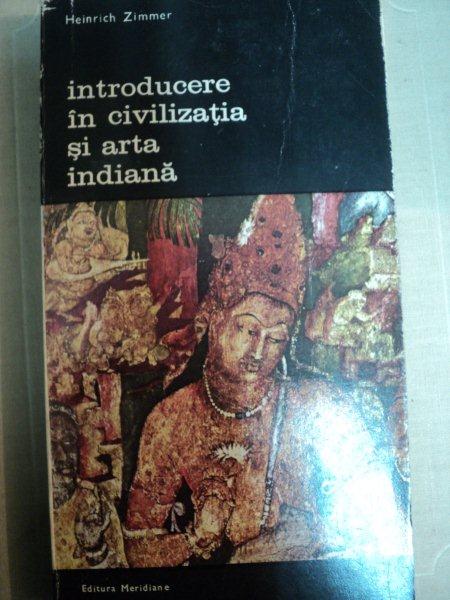 Heinrich Zimmer
introducere
în civilizaţia
şi arta
indiană
Editura Meridiane